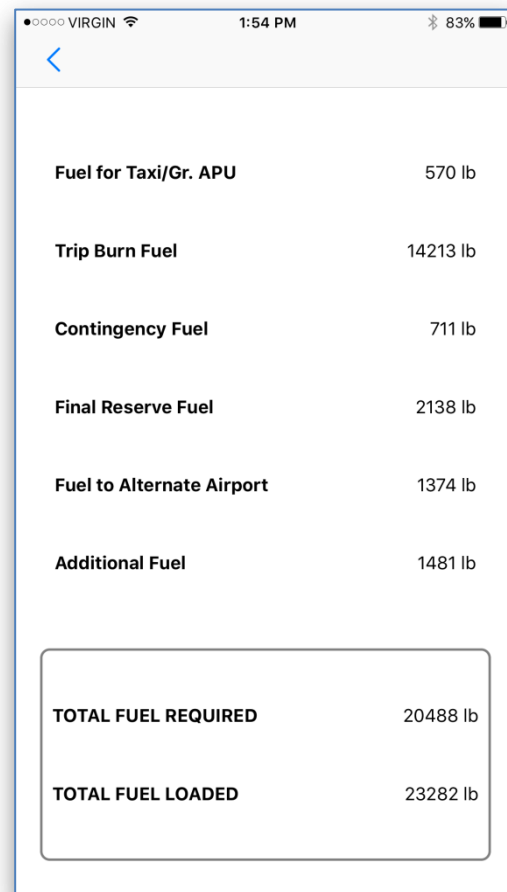 VIRGIN 1:54 PM 83%
Fuel for Taxi/Gr. APU 570 lb
Trip Burn Fuel 14213 lb
Contingency Fuel 711 lb
Final Reserve Fuel 2138 lb
Fuel to Alternate Airport 1374 lb
Additional Fuel 1481 lb
TOTAL FUEL REQUIRED 20488 lb
TOTAL FUEL LOADED 23282 lb